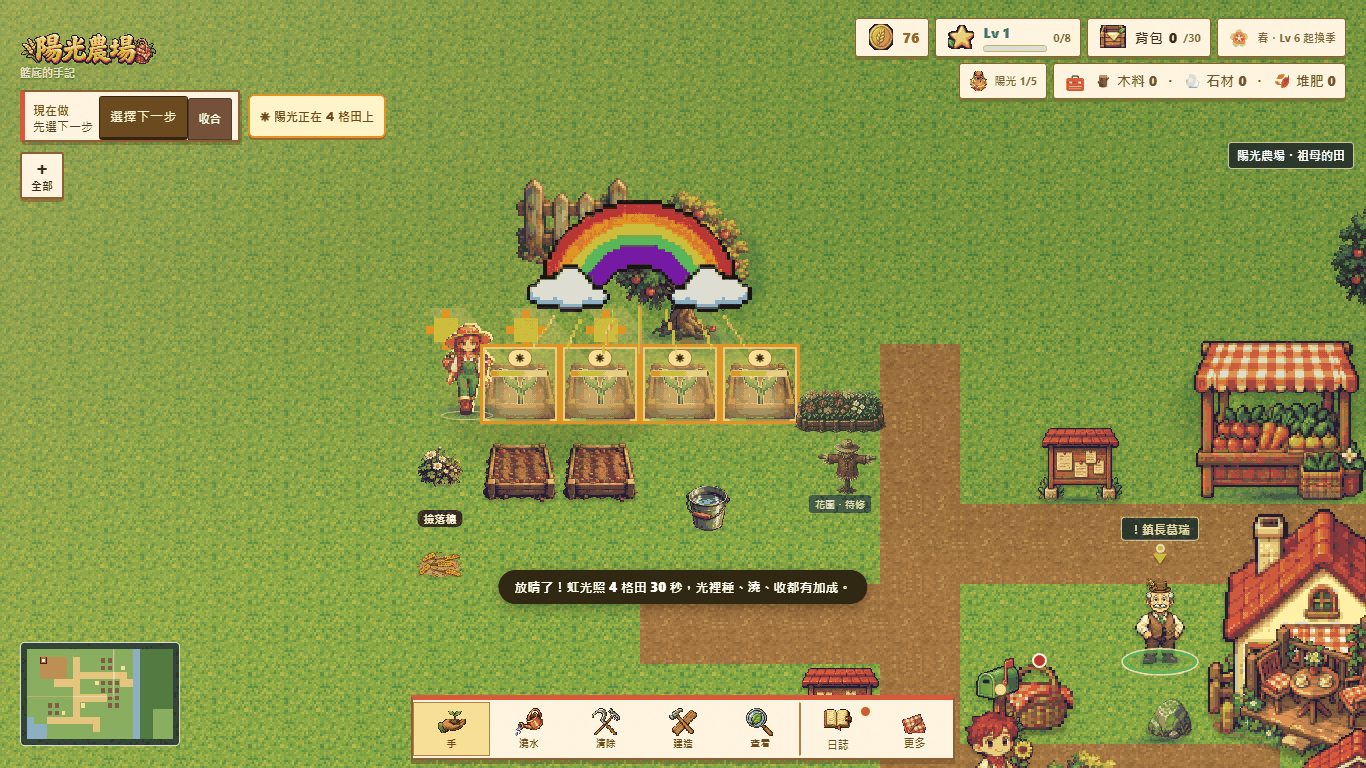 陽光農場
籃底的手記
76
Lv 1
0/8
背包 0 /30
春·Lv 6 起換季
陽光 1/5
木料 0 · 石材 0 · 堆肥 0
現在做
先選下一步
選擇下一步
收合
陽光正在 4 格田上
+
全部
陽光農場·祖母的田
撿落穗
花圃·待修
！鎮長葛瑞
放晴了！虹光照 4 格田 30 秒，光裡種、澆、收都有加成。
手
澆水
清除
建造
查看
日誌
更多